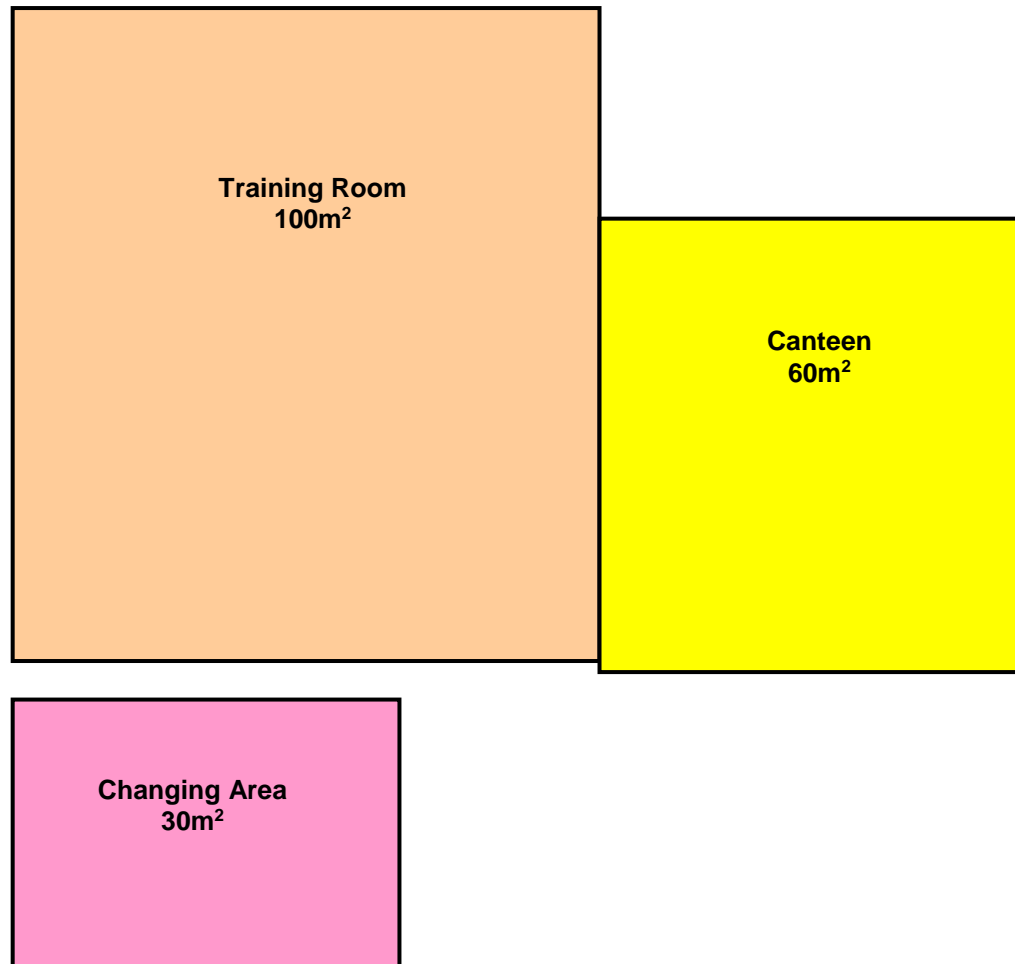 Training Room
100m²
Canteen
60m²
Changing Area
30m²